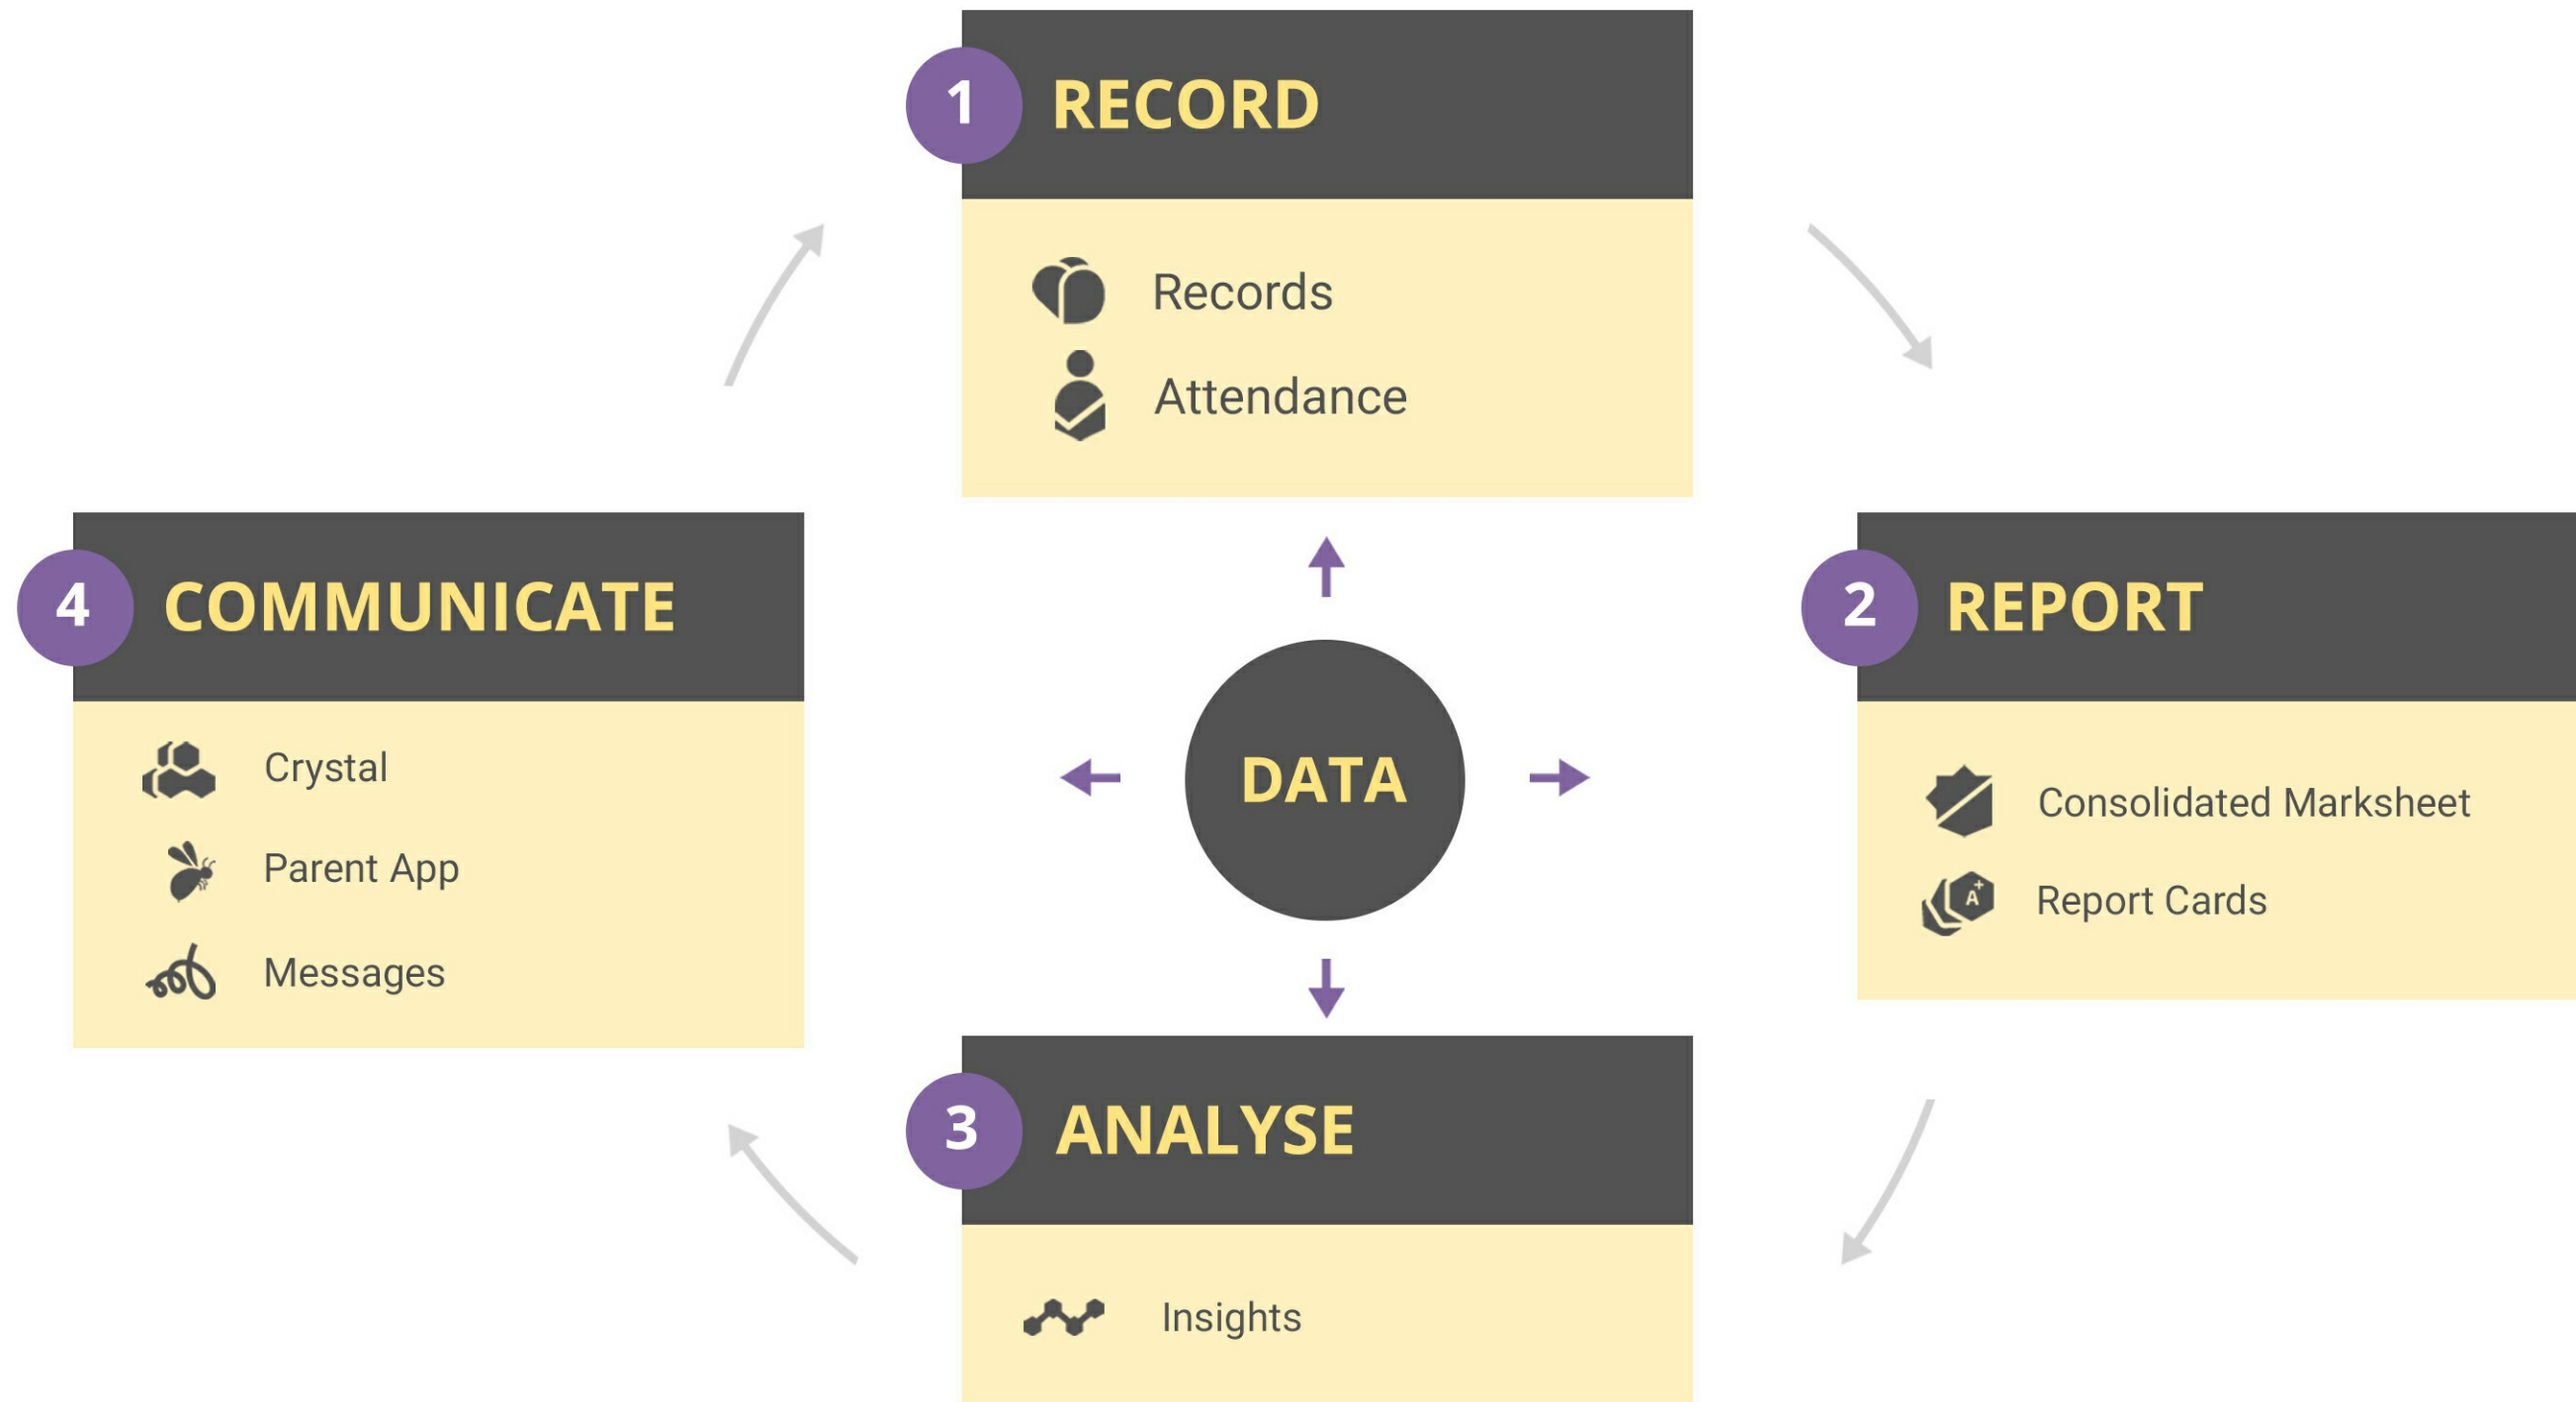 1 RECORD
Records
Attendance
2 REPORT
Consolidated Marksheet
A+ Report Cards
3 ANALYSE
Insights
4 COMMUNICATE
Crystal
Parent App
Messages
DATA